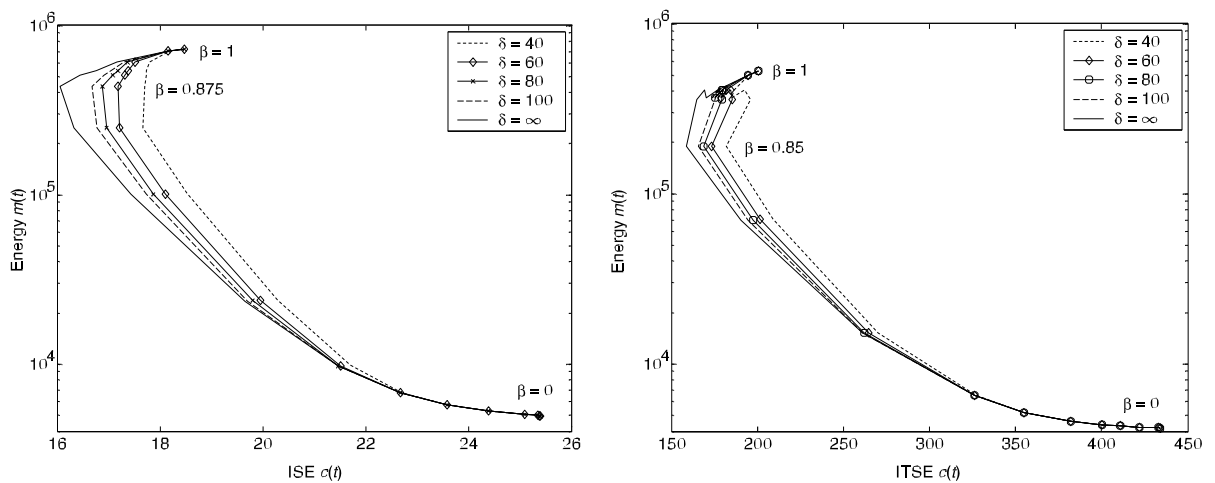 10^6
β = 1
δ = 40
δ = 60
δ = 80
δ = 100
δ = ∞
β = 0.875
10^5
Energy m(t)
10^4
β = 0
16
18
20
22
24
26
ISE c(t)
10^6
β = 1
δ = 40
δ = 60
δ = 80
δ = 100
δ = ∞
β = 0.85
10^5
Energy m(t)
10^4
β = 0
150
200
250
300
350
400
450
ITSE c(t)